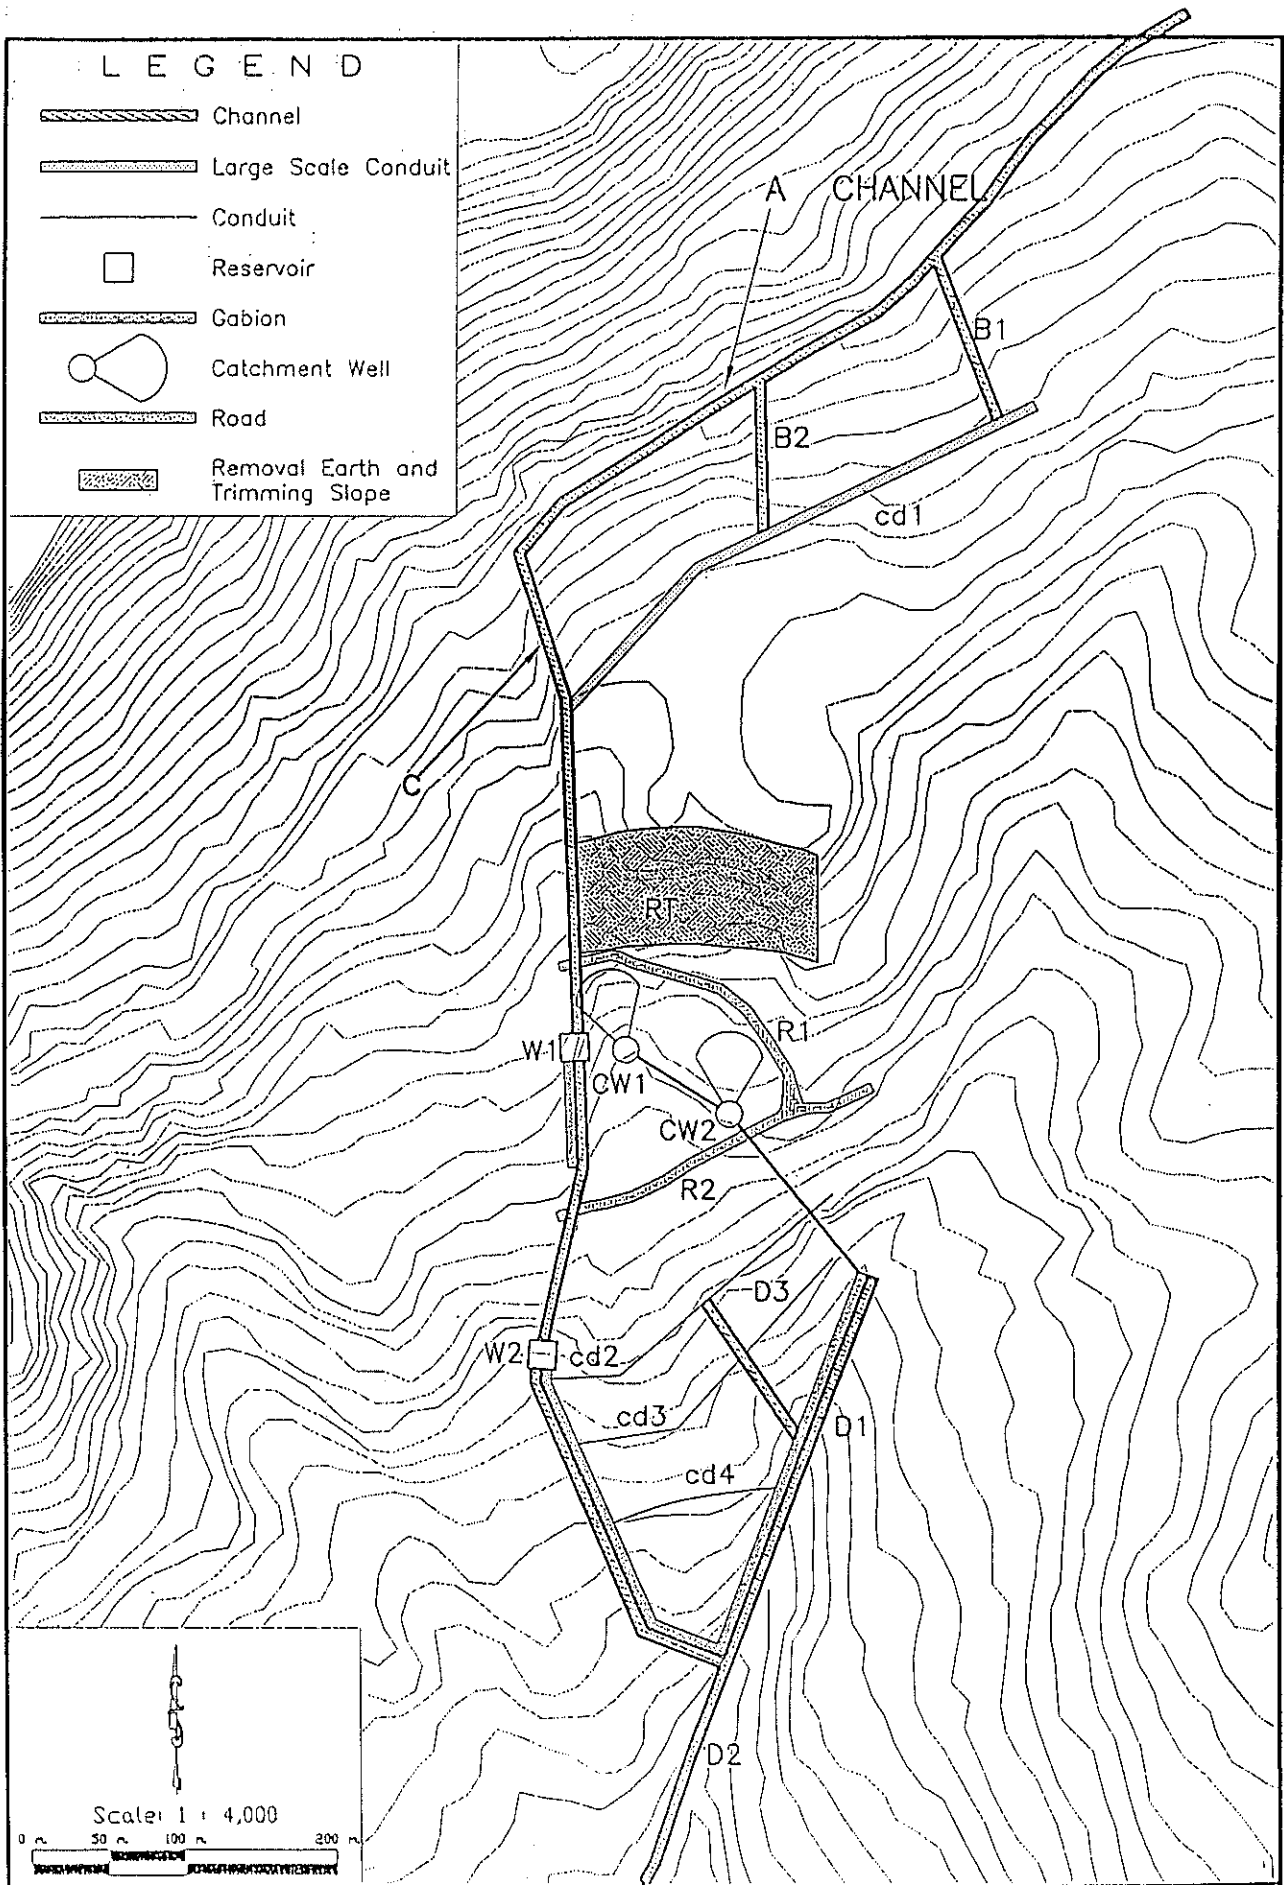 LEGEND
Channel
Large Scale Conduit
Conduit
Reservoir
Gabion
Catchment Well
Road
Removal Earth and
Trimming Slope
A CHANNEL
B1
B2
cd1
C
RT
R1
W1
CW1
CW2
R2
D3
W2
cd2
cd3
D1
cd4
D2
Scale: 1 : 4,000
0 m 50 m 100 m 200 m